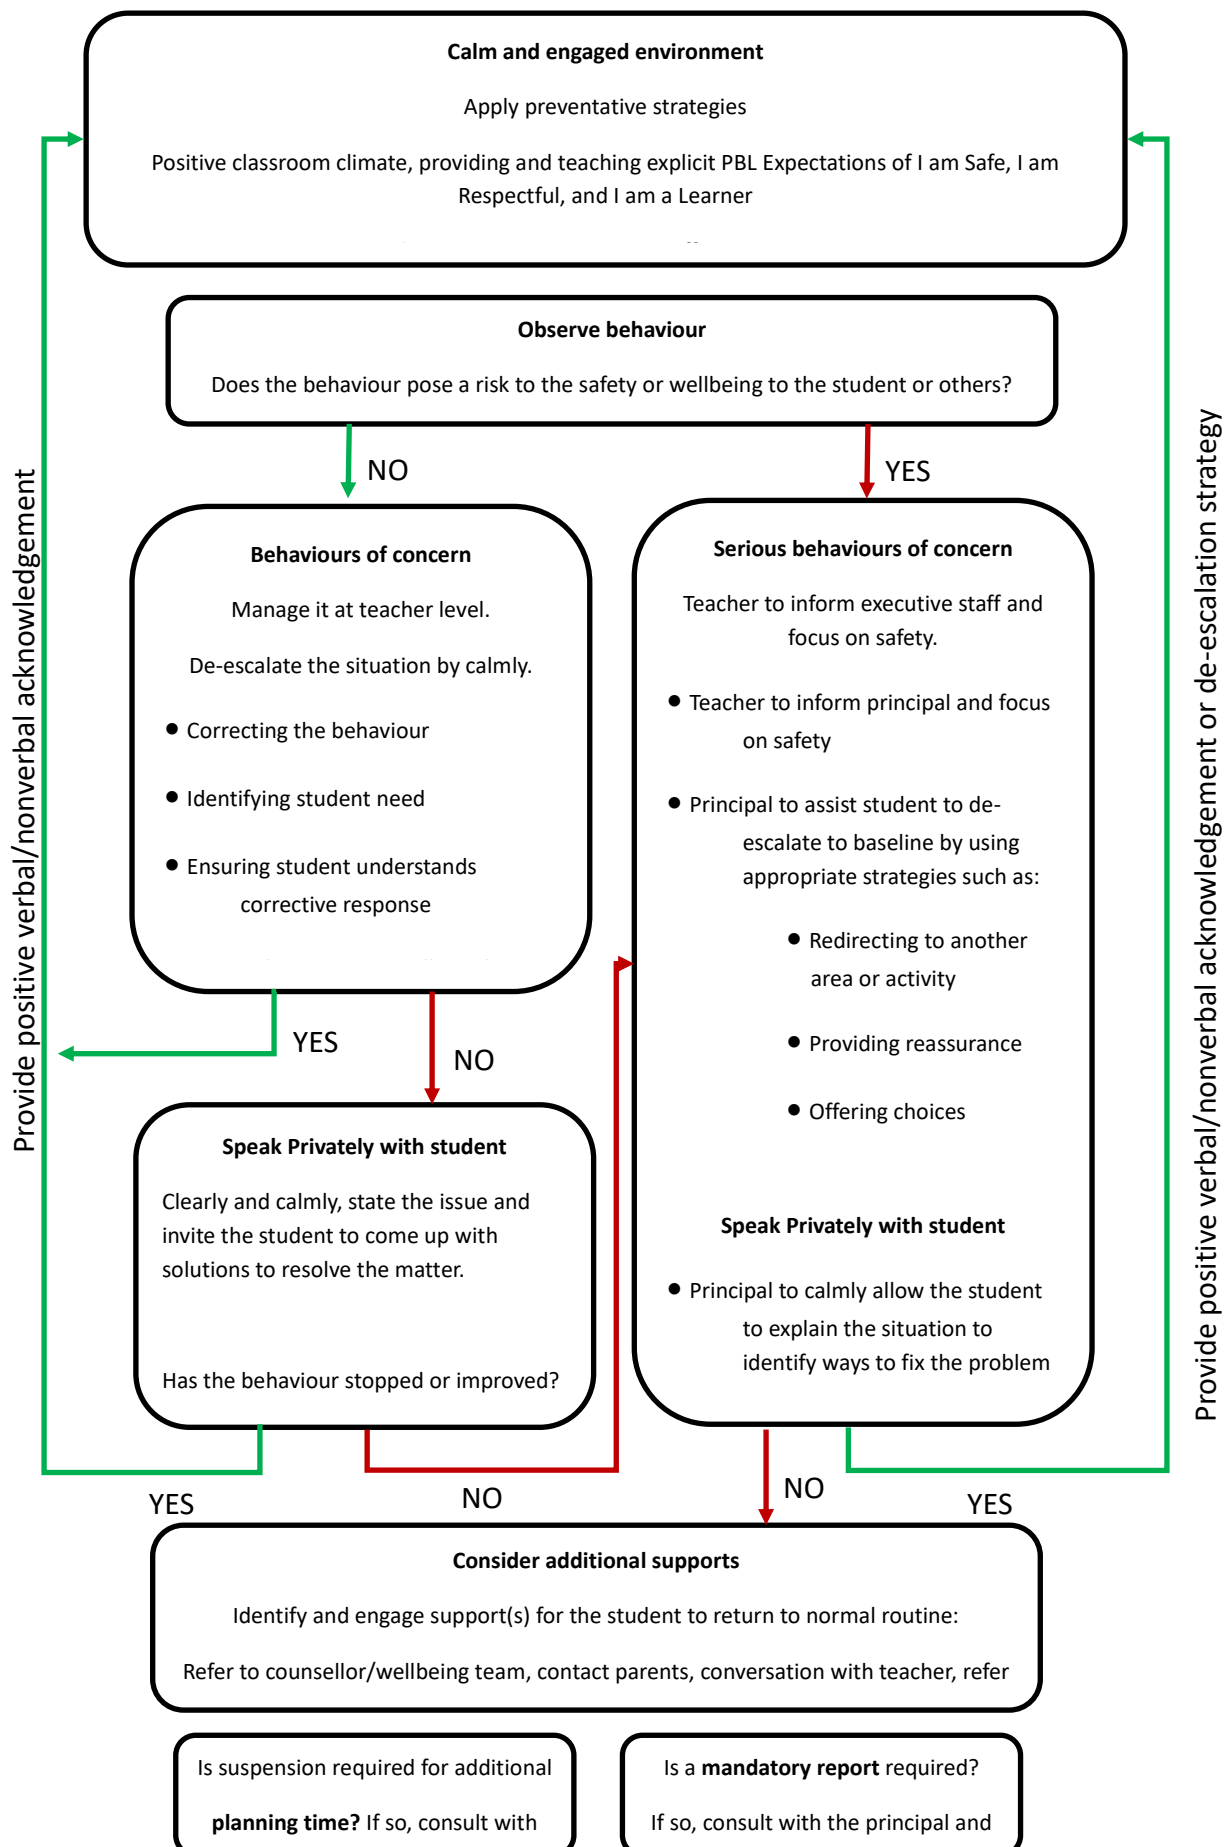 Calm and engaged environment
Apply preventative strategies
Positive classroom climate, providing and teaching explicit PBL Expectations of I am Safe, I am
Respectful, and I am a Learner
Observe behaviour
Does the behaviour pose a risk to the safety or wellbeing to the student or others?
NO
YES
Behaviours of concern
Manage it at teacher level.
De-escalate the situation by calmly.
• Correcting the behaviour
• Identifying student need
• Ensuring student understands
corrective response
YES
NO
Speak Privately with student
Clearly and calmly, state the issue and
invite the student to come up with
solutions to resolve the matter.
Has the behaviour stopped or improved?
YES
NO
Serious behaviours of concern
Teacher to inform executive staff and
focus on safety.
• Teacher to inform principal and focus
on safety
• Principal to assist student to de-
escalate to baseline by using
appropriate strategies such as:
• Redirecting to another
area or activity
• Providing reassurance
• Offering choices
Speak Privately with student
• Principal to calmly allow the student
to explain the situation to
identify ways to fix the problem
NO
YES
Provide positive verbal/nonverbal acknowledgement
Provide positive verbal/nonverbal acknowledgement or de-escalation strategy
Consider additional supports
Identify and engage support(s) for the student to return to normal routine:
Refer to counsellor/wellbeing team, contact parents, conversation with teacher, refer
Is suspension required for additional
planning time? If so, consult with
Is a mandatory report required?
If so, consult with the principal and